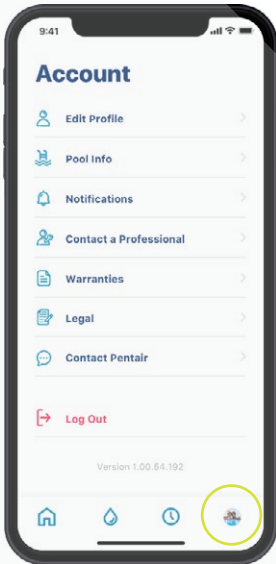 9:41
Account
Edit Profile
Pool Info
Notifications
Contact a Professional
Warranties
Legal
Contact Pentair
Log Out
Version 1.00.64.192